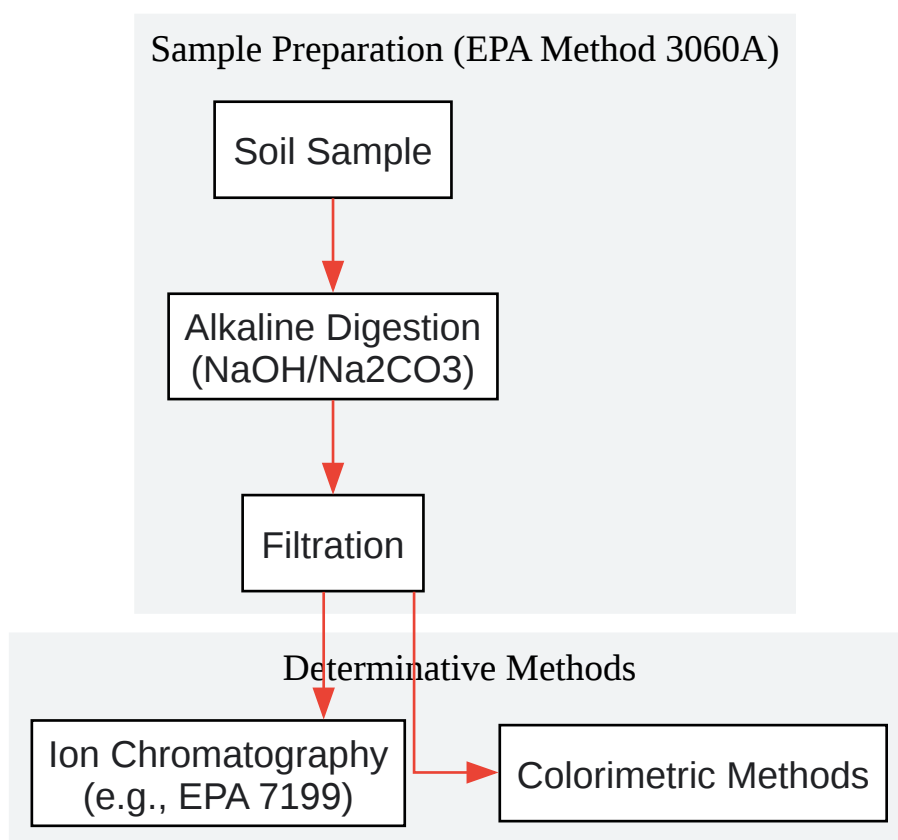 Sample Preparation (EPA Method 3060A)
Soil Sample
Alkaline Digestion
(NaOH/Na2CO3)
Filtration
Determinative Methods
Ion Chromatography
(e.g., EPA 7199)
Colorimetric Methods